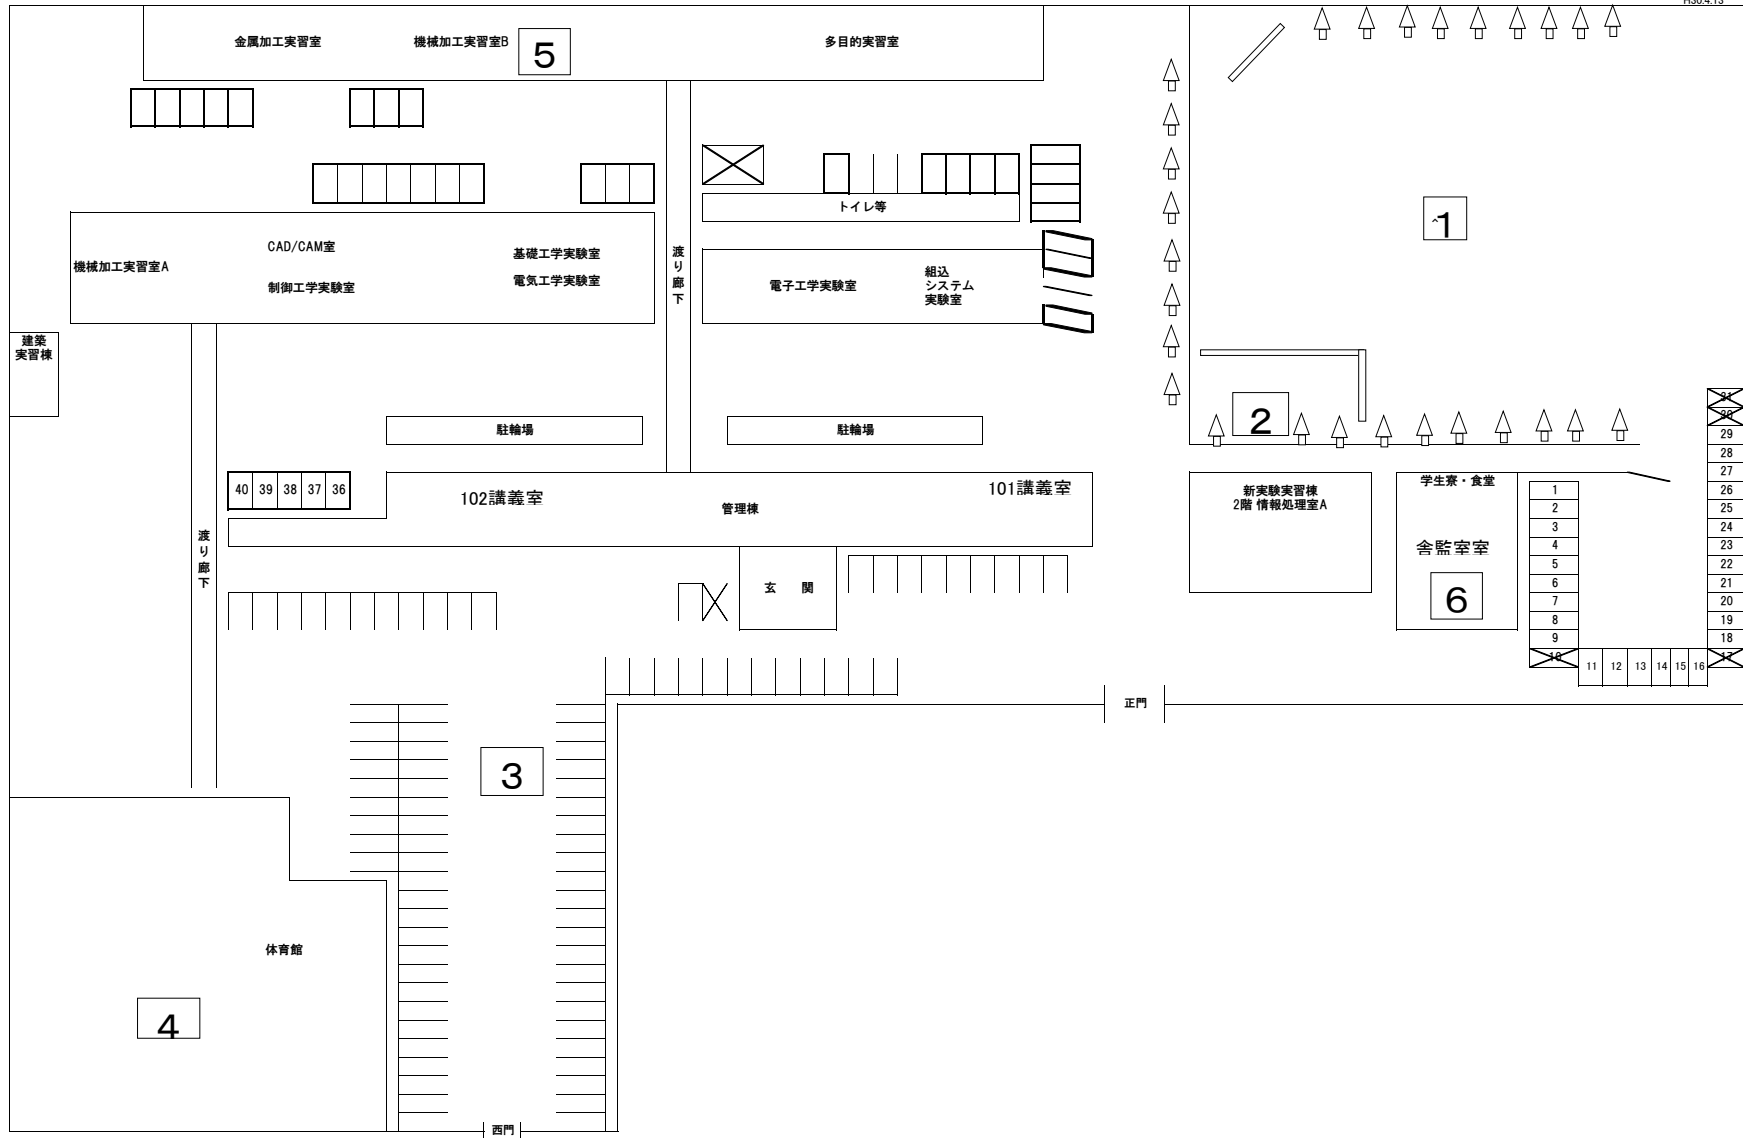 H30.4.13
金属加工実習室
機械加工実習室B
5
多目的実習室
トイレ等
^1
CAD/CAM室
基礎工学実験室
機械加工実習室A
制御工学実験室
電気工学実験室
渡り廊下
電子工学実験室
組込
システム
実験室
建築
実習棟
駐輪場
駐輪場
2
31
30
29
28
27
26
25
24
23
22
21
20
19
18
17
40 39 38 37 36
102講義室
管理棟
101講義室
新実験実習棟
2階 情報処理室A
学生寮・食堂
舎監室室
6
1
2
3
4
5
6
7
8
9
10
11 12 13 14 15 16
渡り廊下
玄 関
正門
3
体育館
4
西門